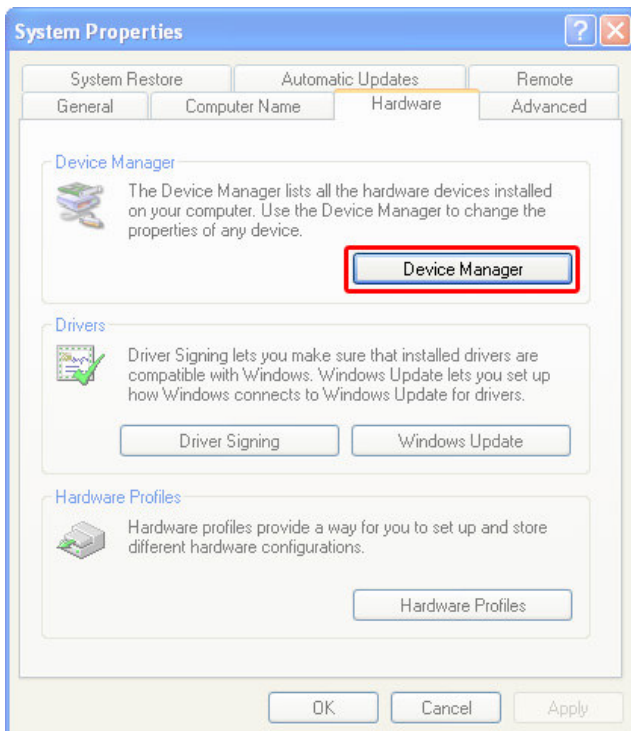 System Properties
System Restore Automatic Updates Remote
General Computer Name Hardware Advanced
Device Manager
The Device Manager lists all the hardware devices installed
on your computer. Use the Device Manager to change the
properties of any device.
Device Manager
Drivers
Driver Signing lets you make sure that installed drivers are
compatible with Windows. Windows Update lets you set up
how Windows connects to Windows Update for drivers.
Driver Signing Windows Update
Hardware Profiles
Hardware profiles provide a way for you to set up and store
different hardware configurations.
Hardware Profiles
OK Cancel Apply